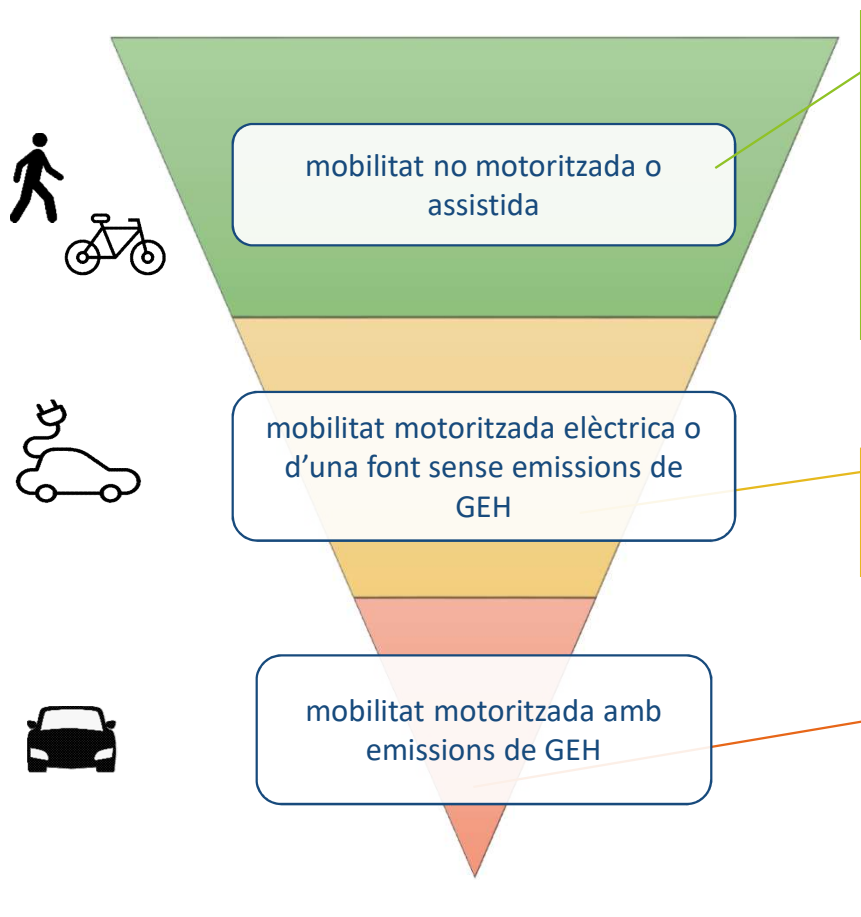 mobilitat no motoritzada o
assistida
mobilitat motoritzada elèctrica o
d’una font sense emissions de
GEH
mobilitat motoritzada amb
emissions de GEH